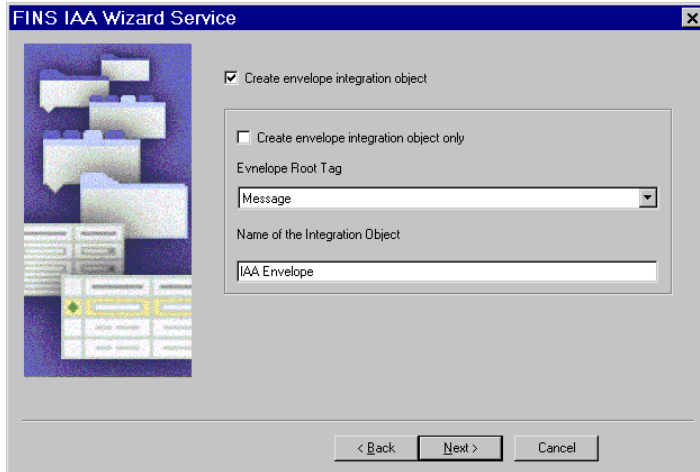 FINS IAA Wizard Service
Create envelope integration object
Create envelope integration object only
Evnelope Root Tag
Message
Name of the Integration Object
IAA Envelope
< Back Next > Cancel